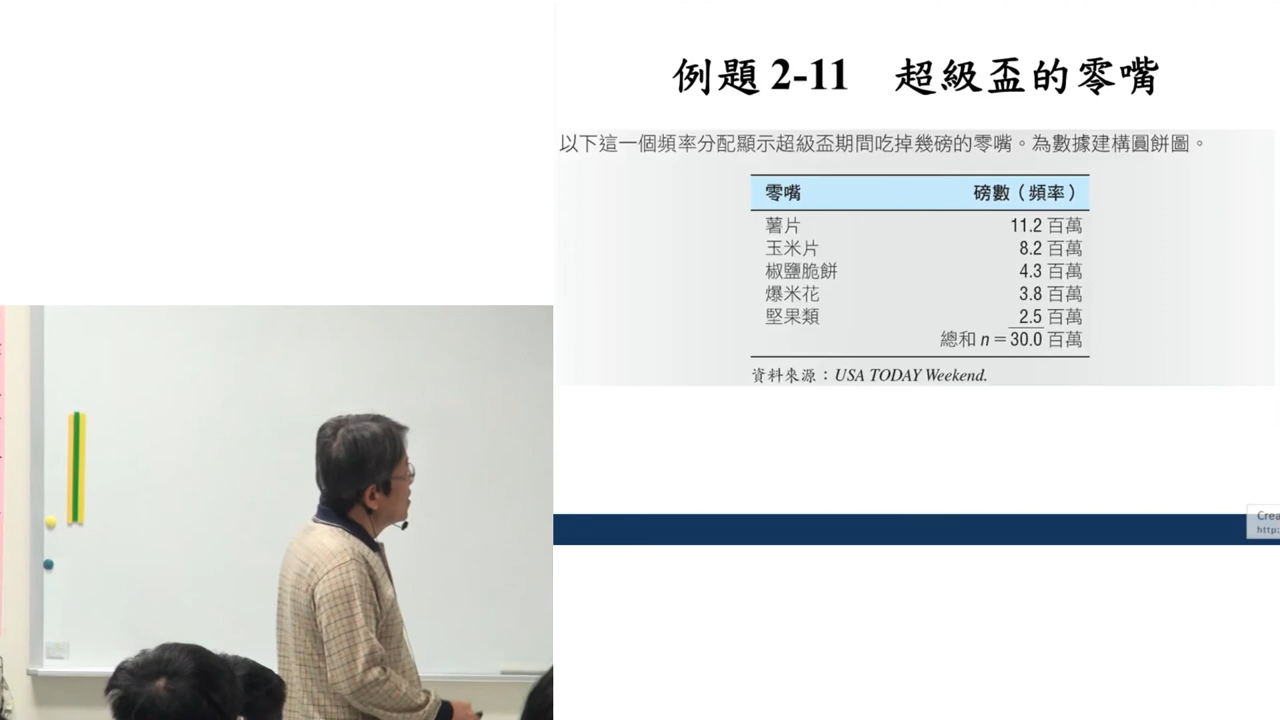 例題 2-11 超級盃的零嘴
以下這一個頻率分配顯示超級盃期間吃掉幾磅的零嘴。為數據建構圓餅圖。
零嘴 磅數（頻率）
薯片 11.2 百萬
玉米片 8.2 百萬
椒鹽脆餅 4.3 百萬
爆米花 3.8 百萬
堅果類 2.5 百萬
總和 n＝30.0 百萬
資料來源：USA TODAY Weekend.
Crea
http: